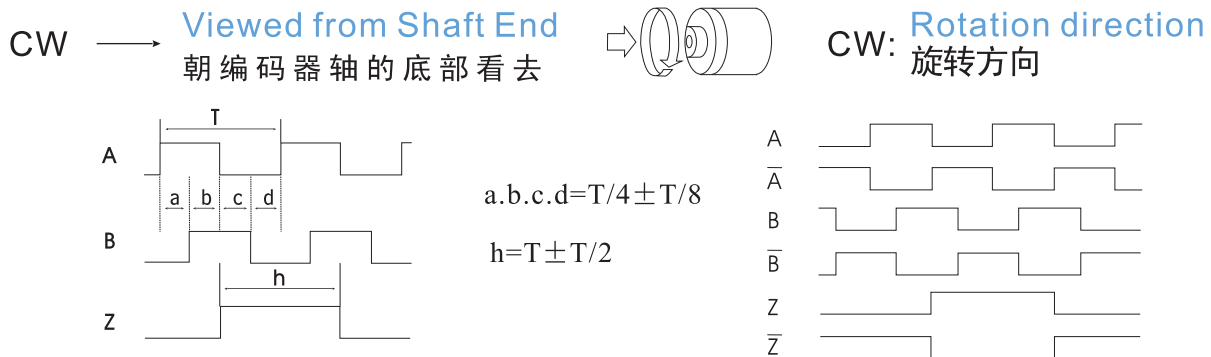 CW
Viewed from Shaft End
朝编码器轴的底部看去
CW:
Rotation direction
旋转方向
T
A
a b c d
B
h
Z
a.b.c.d=T/4±T/8
h=T±T/2
A
A̅
B
B̅
Z
Z̅